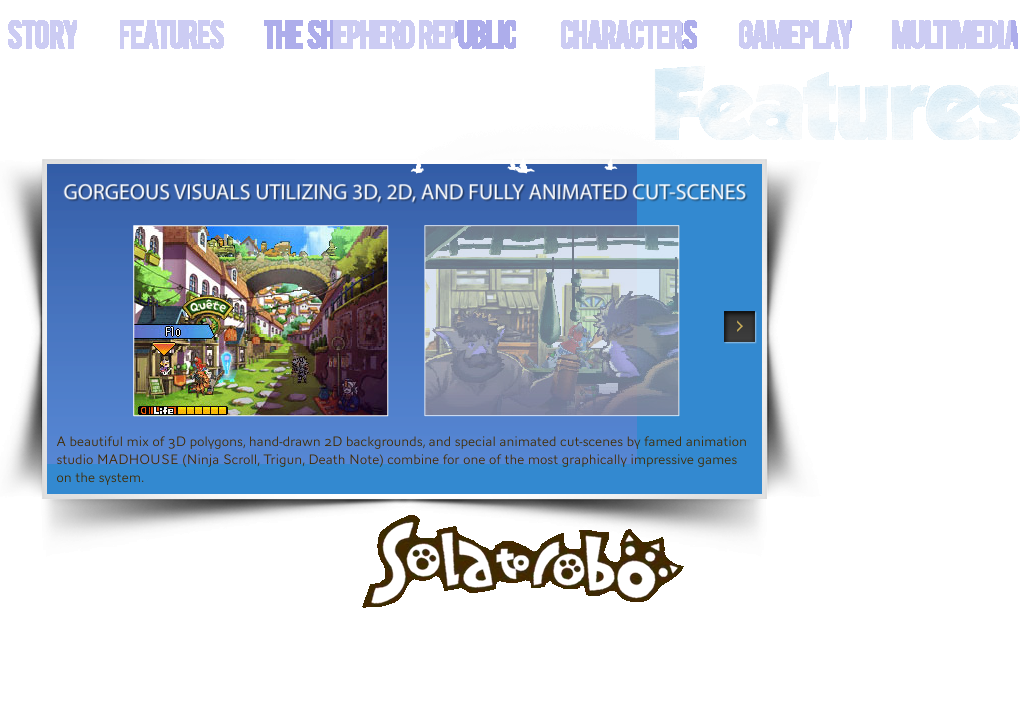 STORY FEATURES THE SHEPHERD REPUBLIC CHARACTERS GAMEPLAY MULTIMEDIA
Features
GORGEOUS VISUALS UTILIZING 3D, 2D, AND FULLY ANIMATED CUT-SCENES
Quête
Flo
Life
A beautiful mix of 3D polygons, hand-drawn 2D backgrounds, and special animated cut-scenes by famed animation
studio MADHOUSE (Ninja Scroll, Trigun, Death Note) combine for one of the most graphically impressive games
on the system.
Solatorobo